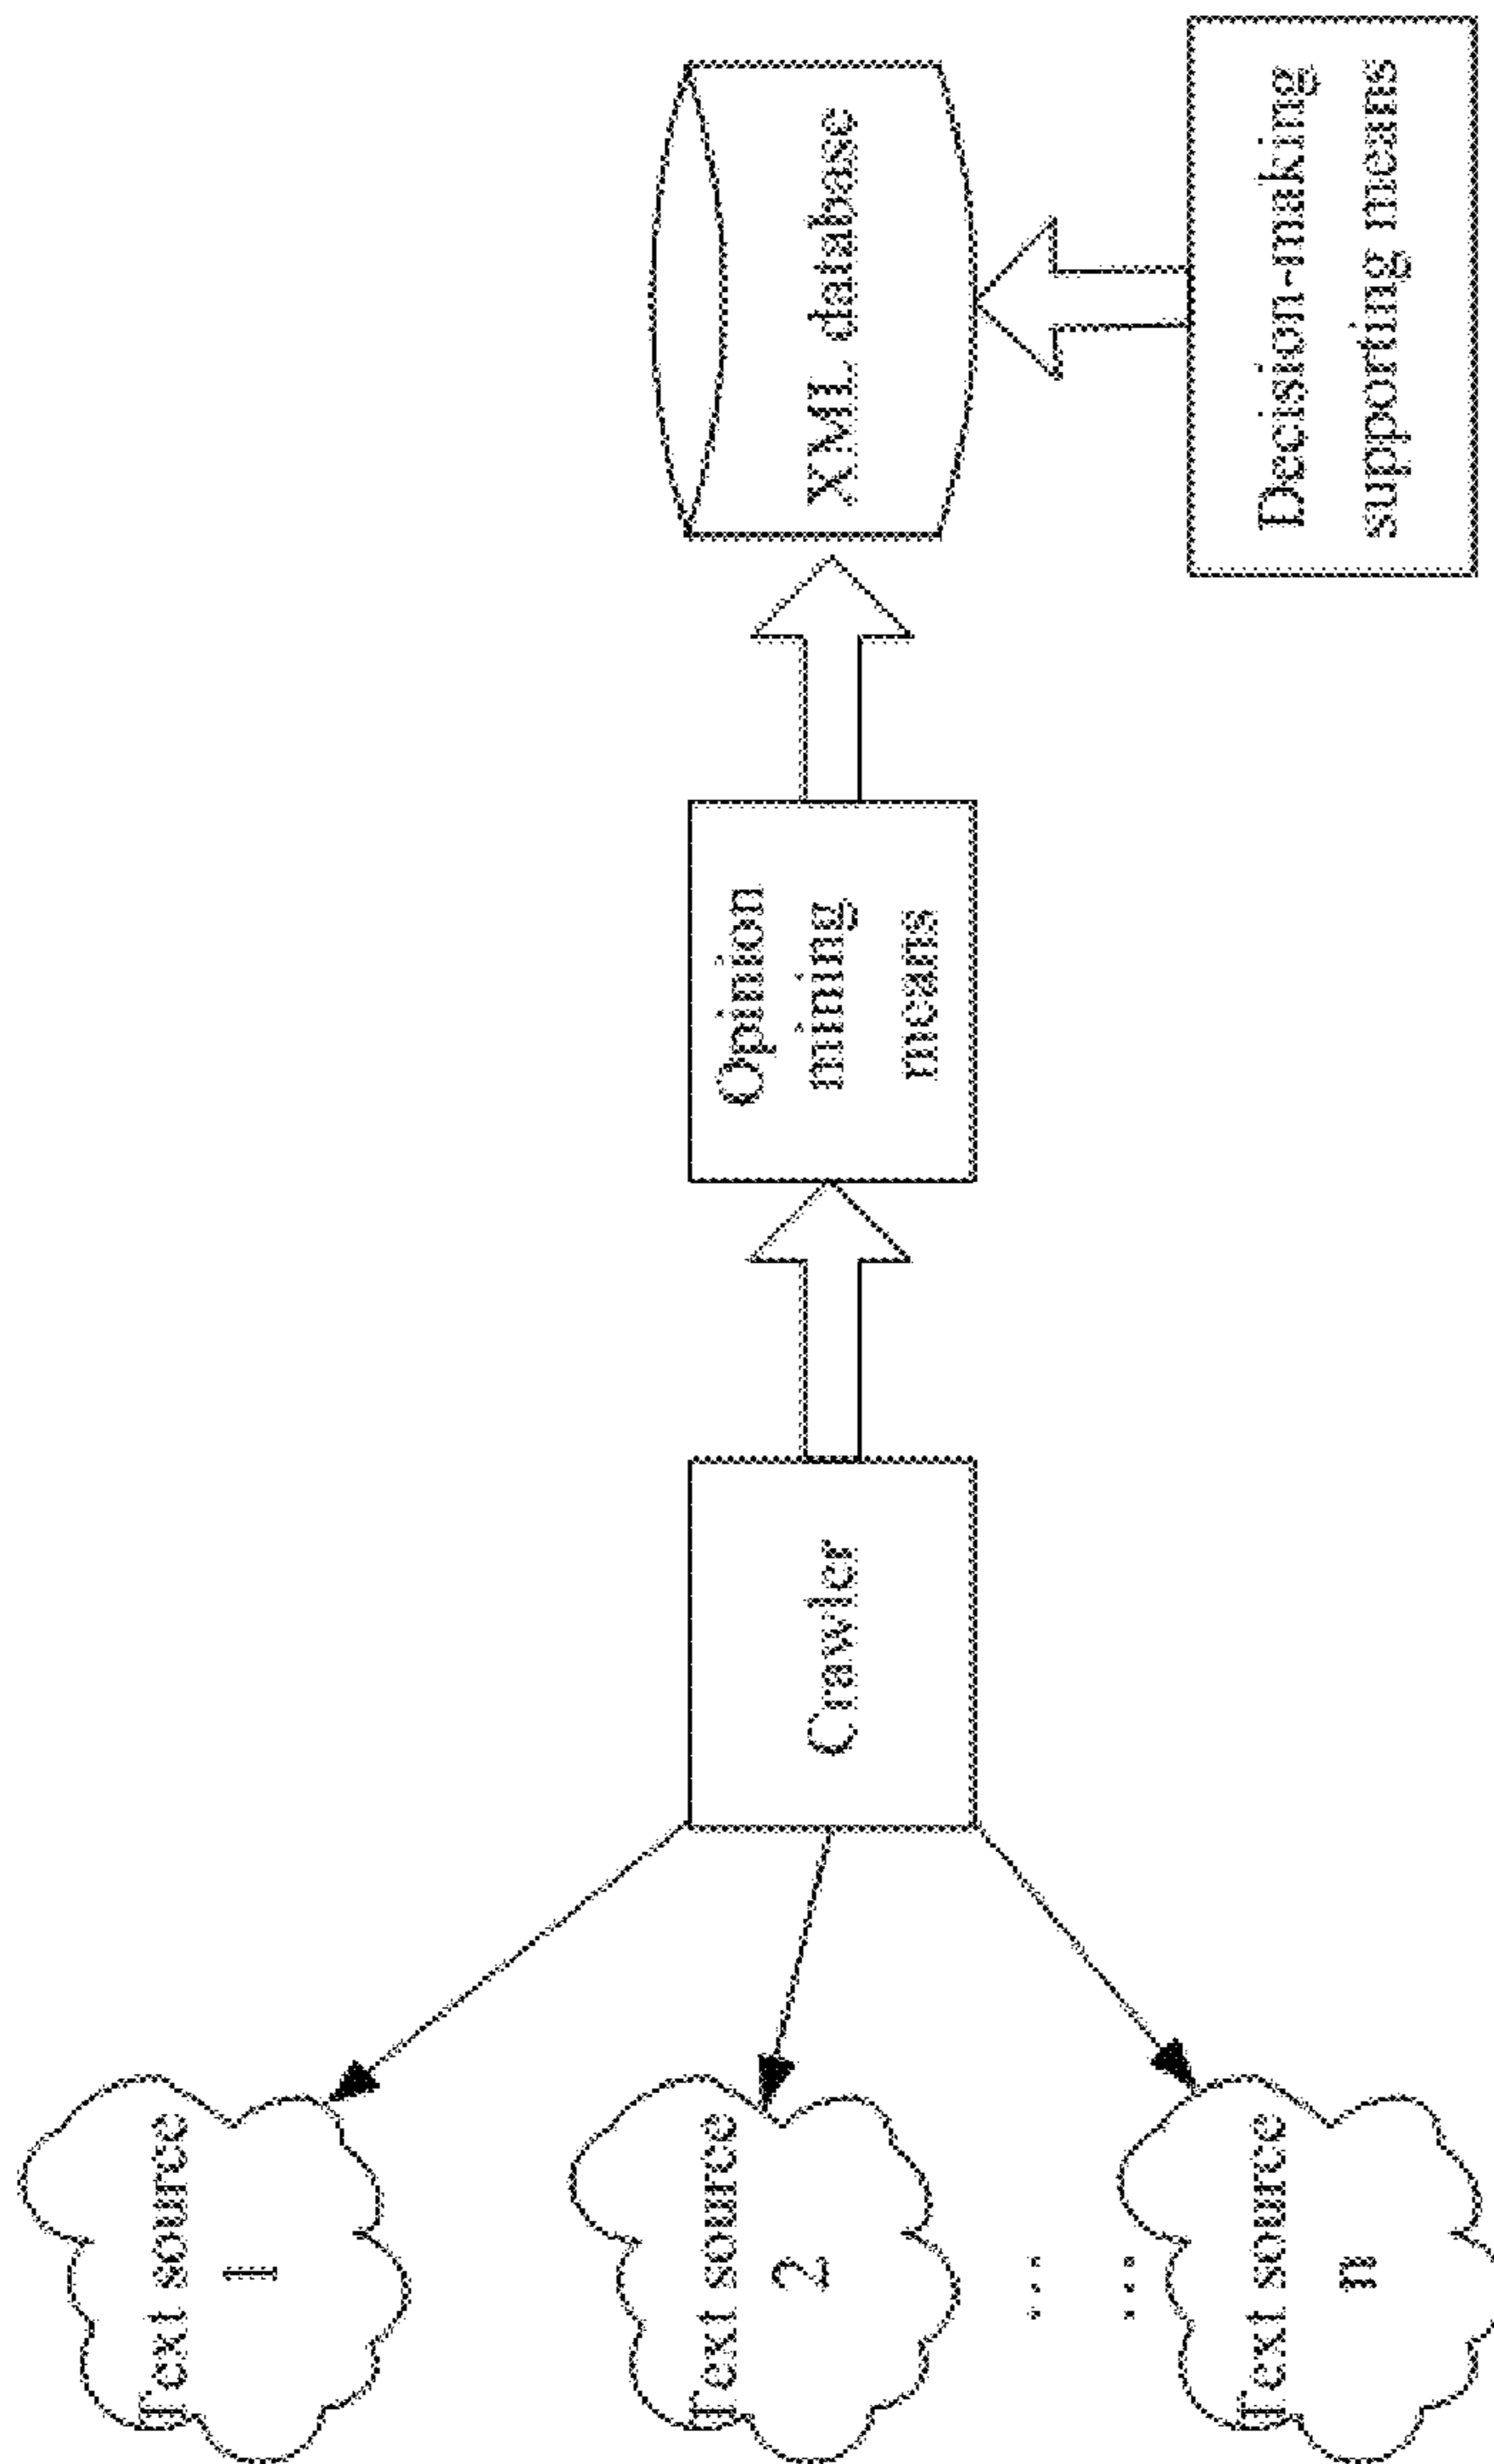 Text source
1
Text source
2
... ...
Text source
n
Crawler
Opinion
mining
means
XML database
Decision-making
supporting means